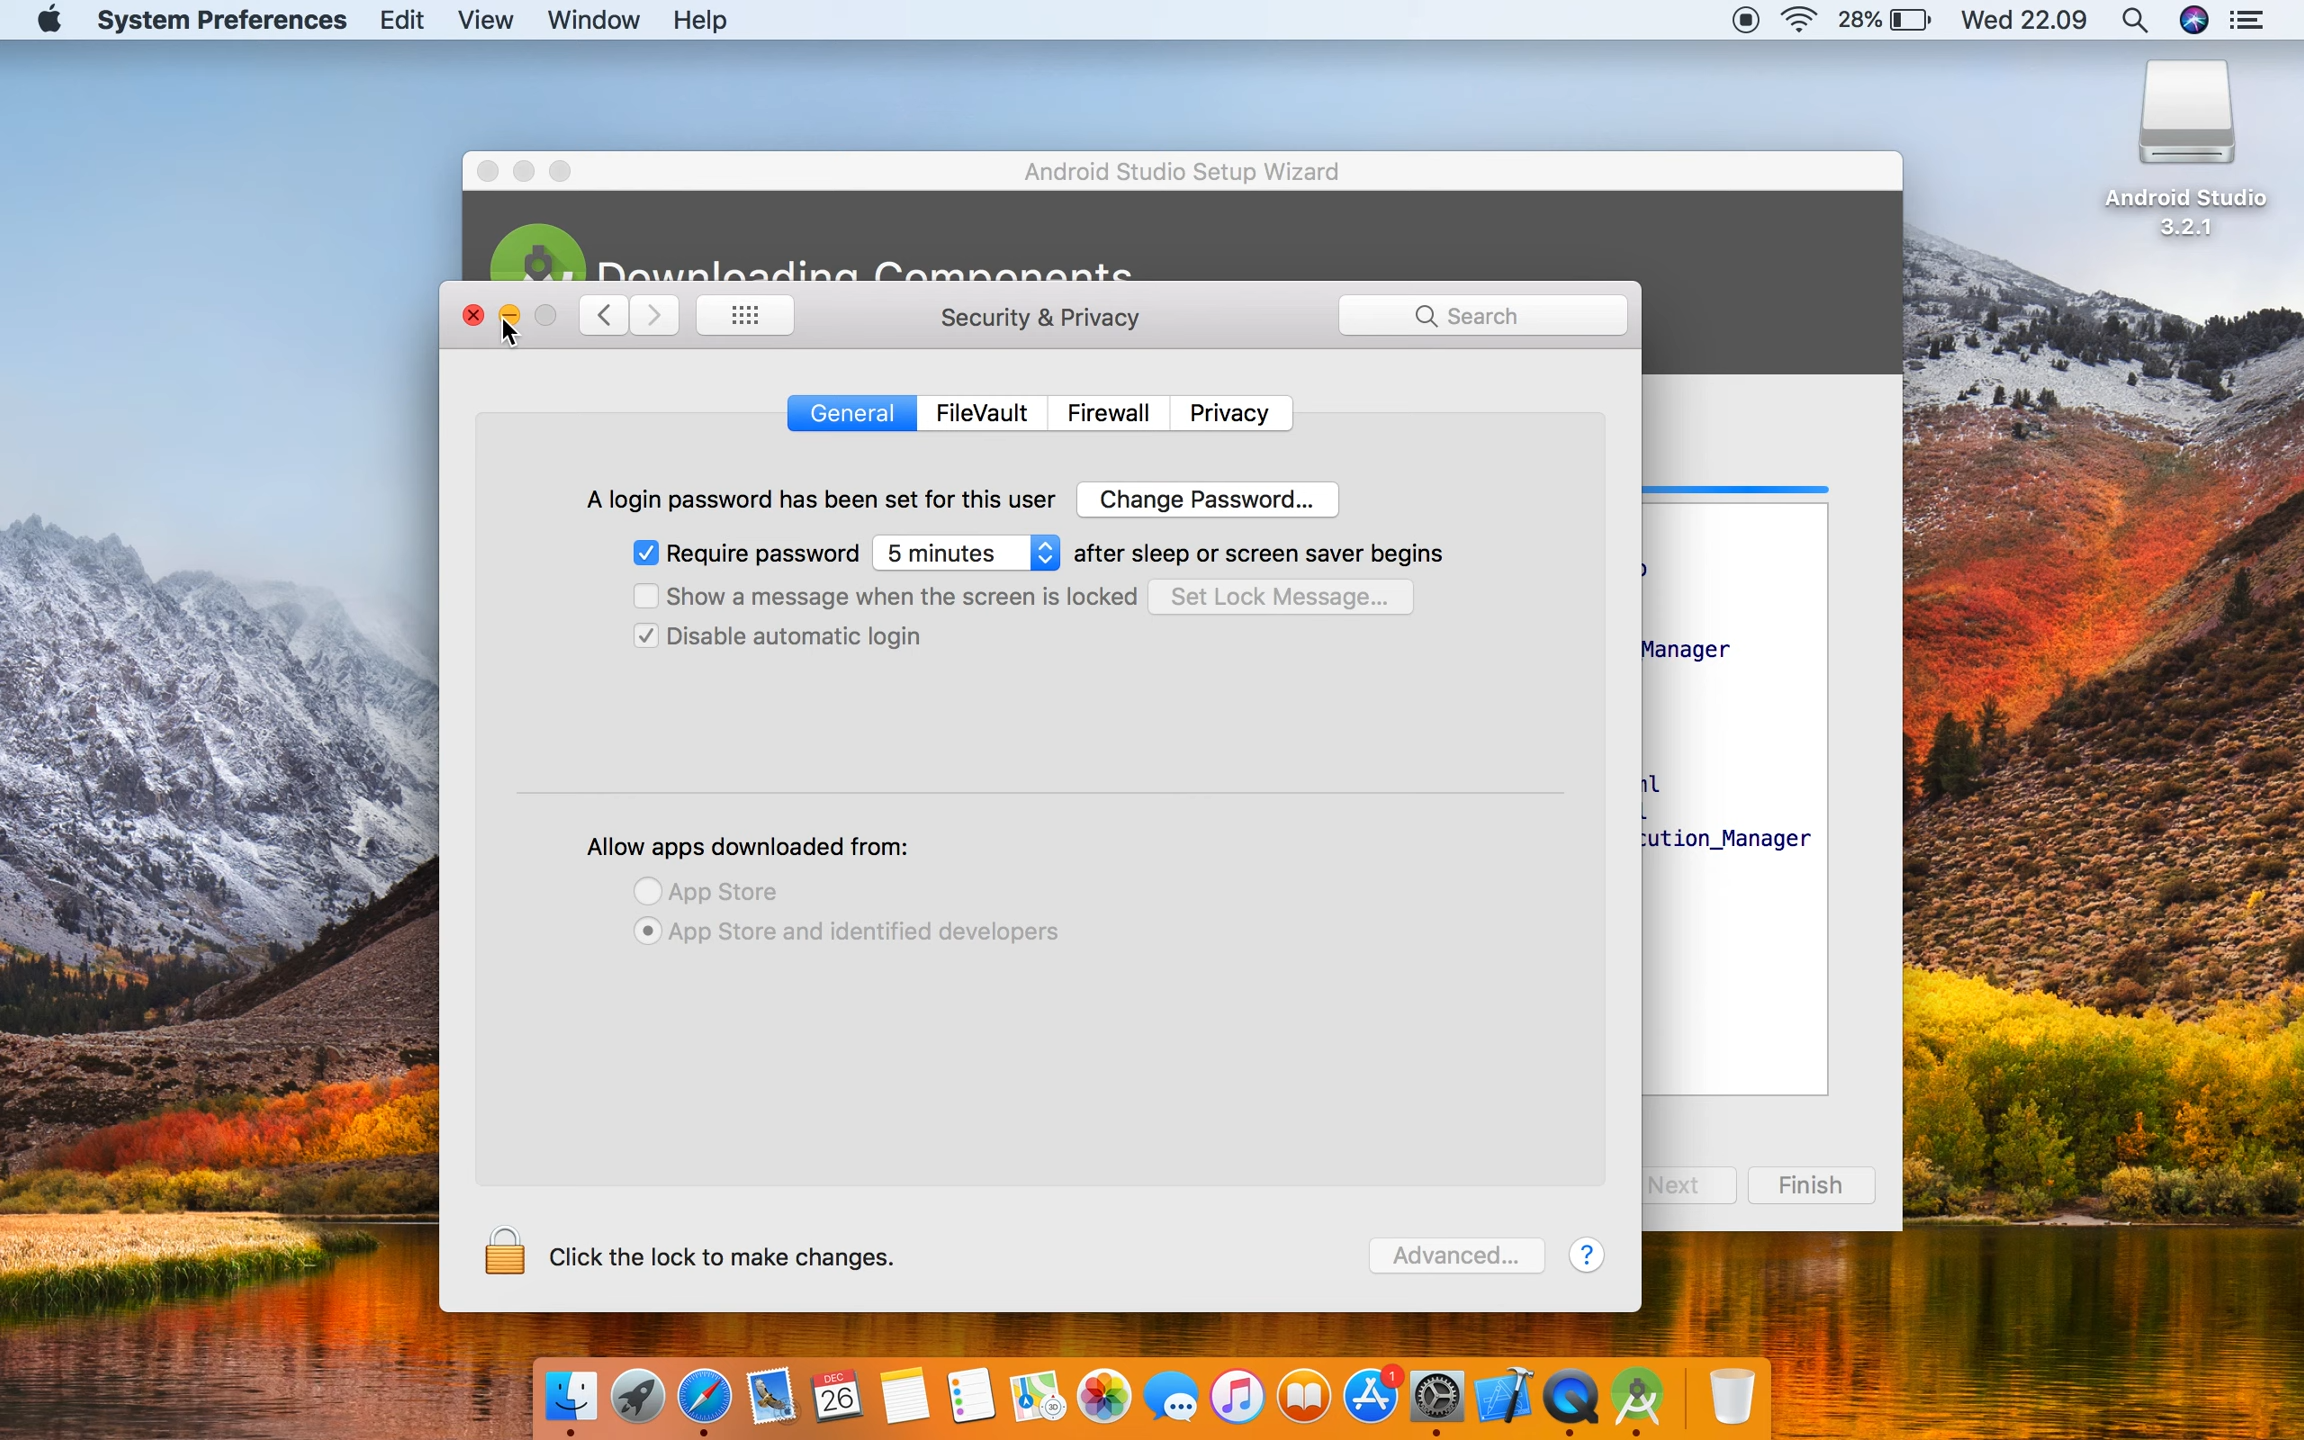 System Preferences Edit View Window Help 28% Wed 22.09
Android Studio
3.2.1
Android Studio Setup Wizard
Downloading Components
Security & Privacy Search
General FileVault Firewall Privacy
A login password has been set for this user Change Password...
Require password 5 minutes after sleep or screen saver begins
Show a message when the screen is locked Set Lock Message...
Disable automatic login
Manager
cution_Manager
Allow apps downloaded from:
App Store
App Store and identified developers
Next Finish
Click the lock to make changes. Advanced... ?
DEC
26
3D
1